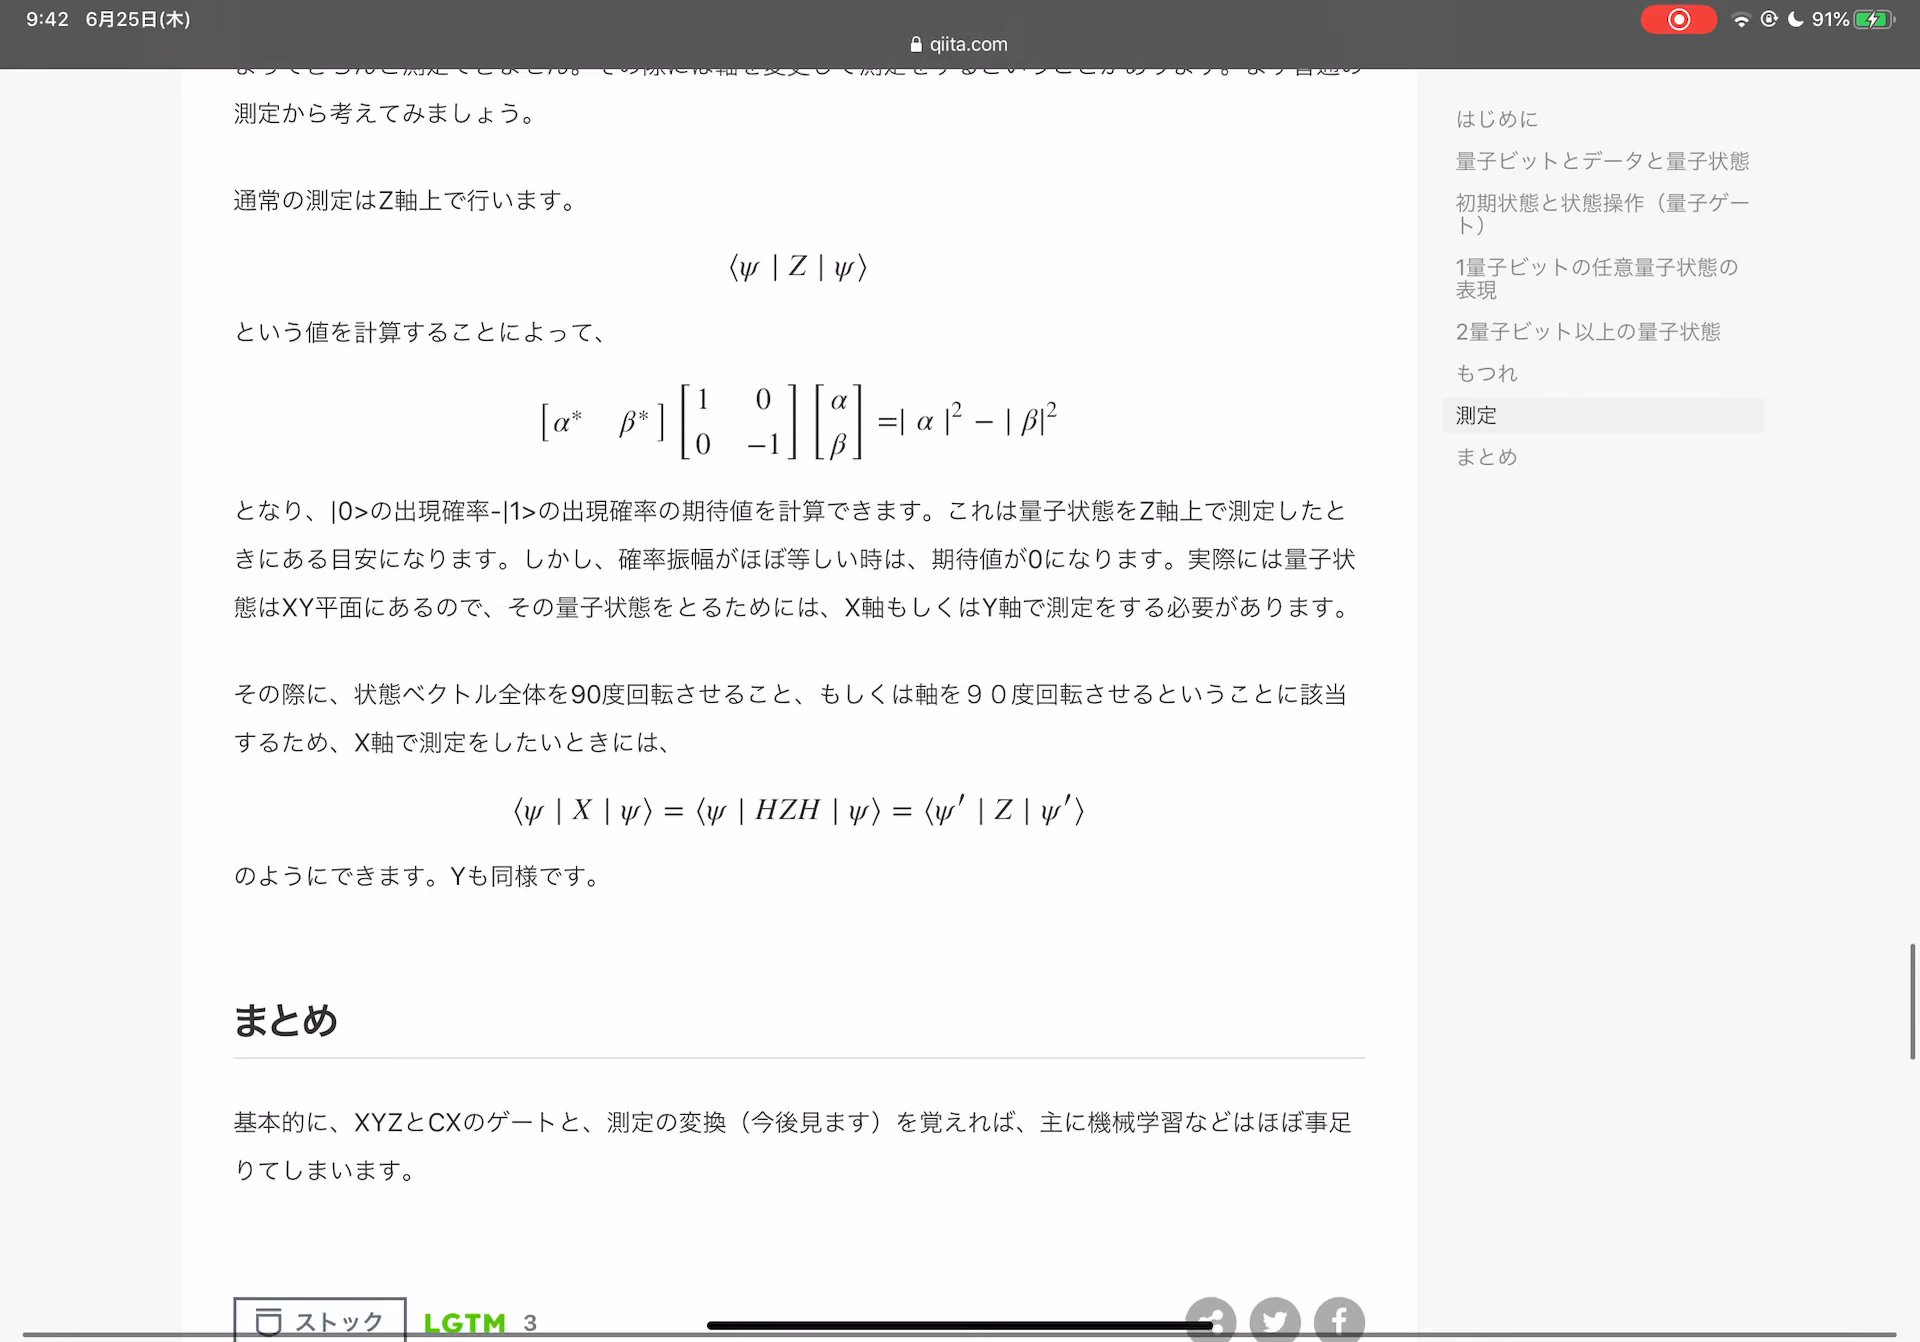 9:42 6月25日(木)
91%
qiita.com
測定から考えてみましょう。
通常の測定はZ軸上で行います。
⟨ψ | Z | ψ⟩
という値を計算することによって、
[α* β*] [1 0 0 −1] [α β] =| α |² − | β|²
となり、|0>の出現確率-|1>の出現確率の期待値を計算できます。これは量子状態をZ軸上で測定したと
きにある目安になります。しかし、確率振幅がほぼ等しい時は、期待値が0になります。実際には量子状
態はXY平面にあるので、その量子状態をとるためには、X軸もしくはY軸で測定をする必要があります。
その際に、状態ベクトル全体を90度回転させること、もしくは軸を９０度回転させるということに該当
するため、X軸で測定をしたいときには、
⟨ψ | X | ψ⟩ = ⟨ψ | HZH | ψ⟩ = ⟨ψ′ | Z | ψ′⟩
のようにできます。Yも同様です。
まとめ
基本的に、XYZとCXのゲートと、測定の変換（今後見ます）を覚えれば、主に機械学習などはほぼ事足
りてしまいます。
ストック LGTM 3
はじめに
量子ビットとデータと量子状態
初期状態と状態操作（量子ゲー
ト）
1量子ビットの任意量子状態の
表現
2量子ビット以上の量子状態
もつれ
測定
まとめ